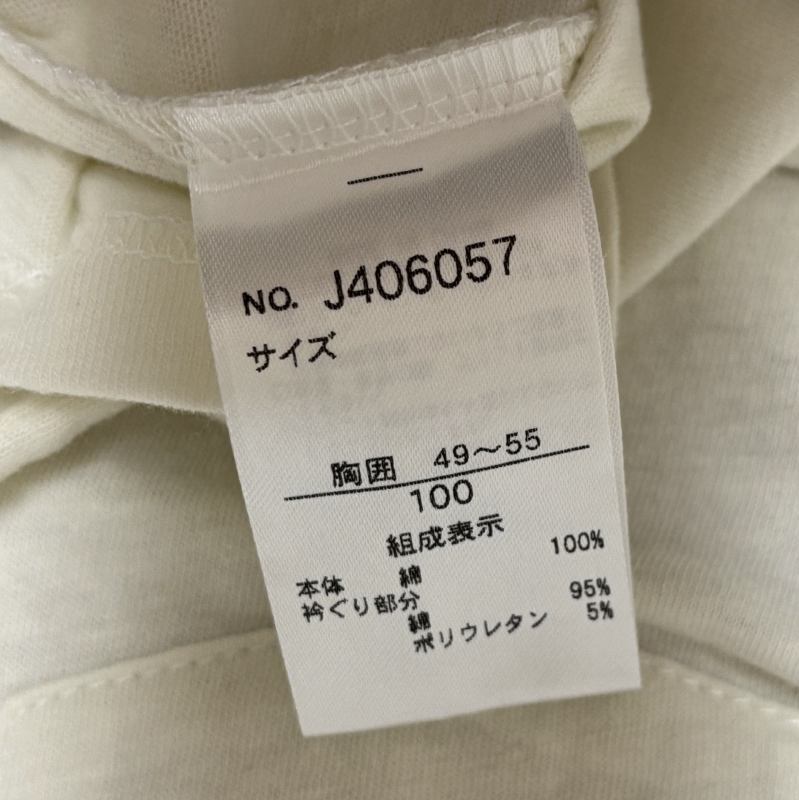 NO. J406057
サイズ
胸囲 49〜55
100
組成表示
本体 綿 100%
衿ぐり部分
綿 95%
ポリウレタン 5%